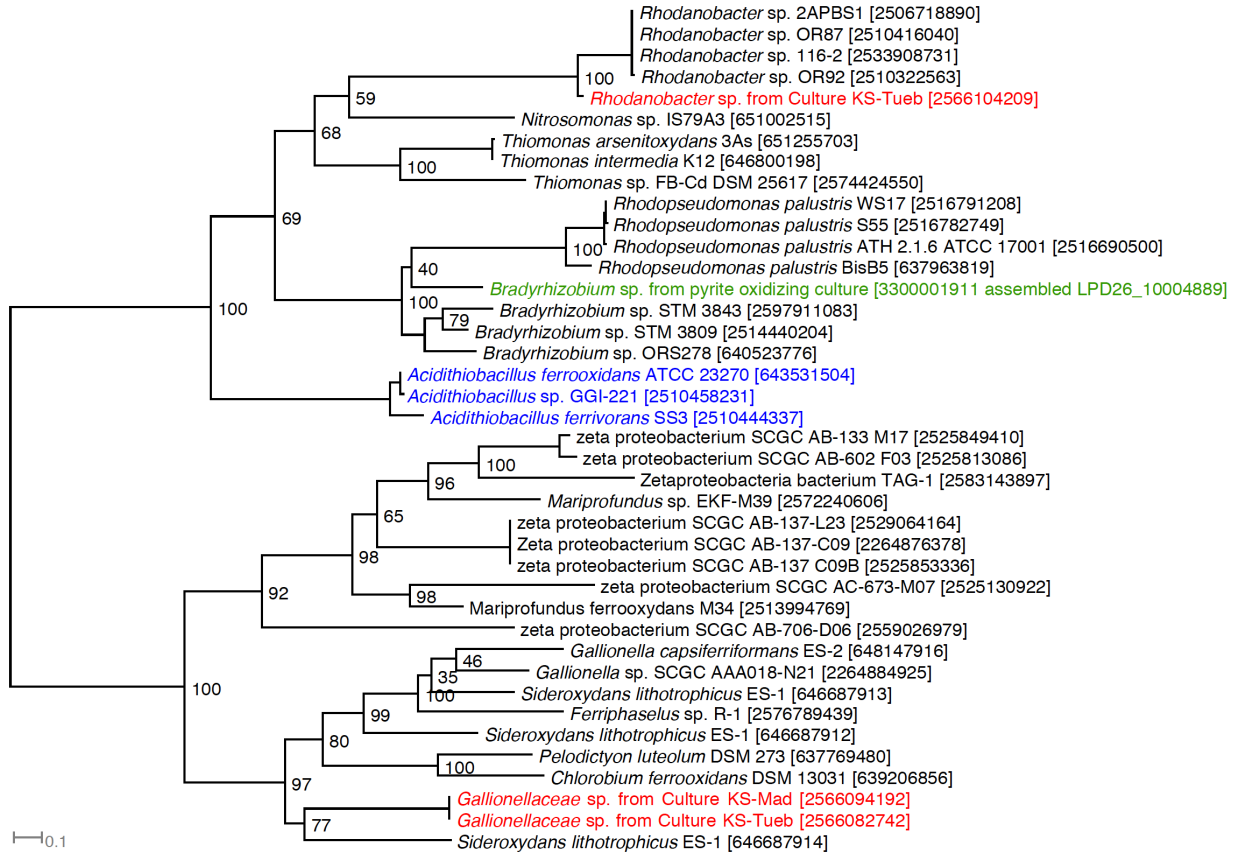 Rhodanobacter sp. 2APBS1 [2506718890]
Rhodanobacter sp. OR87 [2510416040]
Rhodanobacter sp. 116-2 [2533908731]
100
Rhodanobacter sp. OR92 [2510322563]
59
Rhodanobacter sp. from Culture KS-Tueb [2566104209]
Nitrosomonas sp. IS79A3 [651002515]
68
Thiomonas arsenitoxydans 3As [651255703]
Thiomonas intermedia K12 [646800198]
100
Thiomonas sp. FB-Cd DSM 25617 [2574424550]
Rhodopseudomonas palustris WS17 [2516791208]
69
Rhodopseudomonas palustris S55 [2516782749]
100
Rhodopseudomonas palustris ATH 2.1.6 ATCC 17001 [2516690500]
40
Rhodopseudomonas palustris BisB5 [637963819]
Bradyrhizobium sp. from pyrite oxidizing culture [3300001911 assembled LPD26_10004889]
100
100
Bradyrhizobium sp. STM 3843 [2597911083]
79
Bradyrhizobium sp. STM 3809 [2514440204]
Bradyrhizobium sp. ORS278 [640523776]
Acidithiobacillus ferrooxidans ATCC 23270 [643531504]
Acidithiobacillus sp. GGI-221 [2510458231]
Acidithiobacillus ferrivorans SS3 [2510444337]
zeta proteobacterium SCGC AB-133 M17 [2525849410]
zeta proteobacterium SCGC AB-602 F03 [2525813086]
100
Zetaproteobacteria bacterium TAG-1 [2583143897]
96
Mariprofundus sp. EKF-M39 [2572240606]
65
zeta proteobacterium SCGC AB-137-L23 [2529064164]
Zeta proteobacterium SCGC AB-137-C09 [2264876378]
98
zeta proteobacterium SCGC AB-137 C09B [2525853336]
zeta proteobacterium SCGC AC-673-M07 [2525130922]
92
98
Mariprofundus ferrooxydans M34 [2513994769]
zeta proteobacterium SCGC AB-706-D06 [2559026979]
Gallionella capsiferriformans ES-2 [648147916]
46
Gallionella sp. SCGC AAA018-N21 [2264884925]
35
100
100
Sideroxydans lithotrophicus ES-1 [646687913]
Ferriphaselus sp. R-1 [2576789439]
99
Sideroxydans lithotrophicus ES-1 [646687912]
80
Pelodictyon luteolum DSM 273 [637769480]
100
Chlorobium ferrooxidans DSM 13031 [639206856]
97
Gallionellaceae sp. from Culture KS-Mad [2566094192]
Gallionellaceae sp. from Culture KS-Tueb [2566082742]
77
Sideroxydans lithotrophicus ES-1 [646687914]
0.1